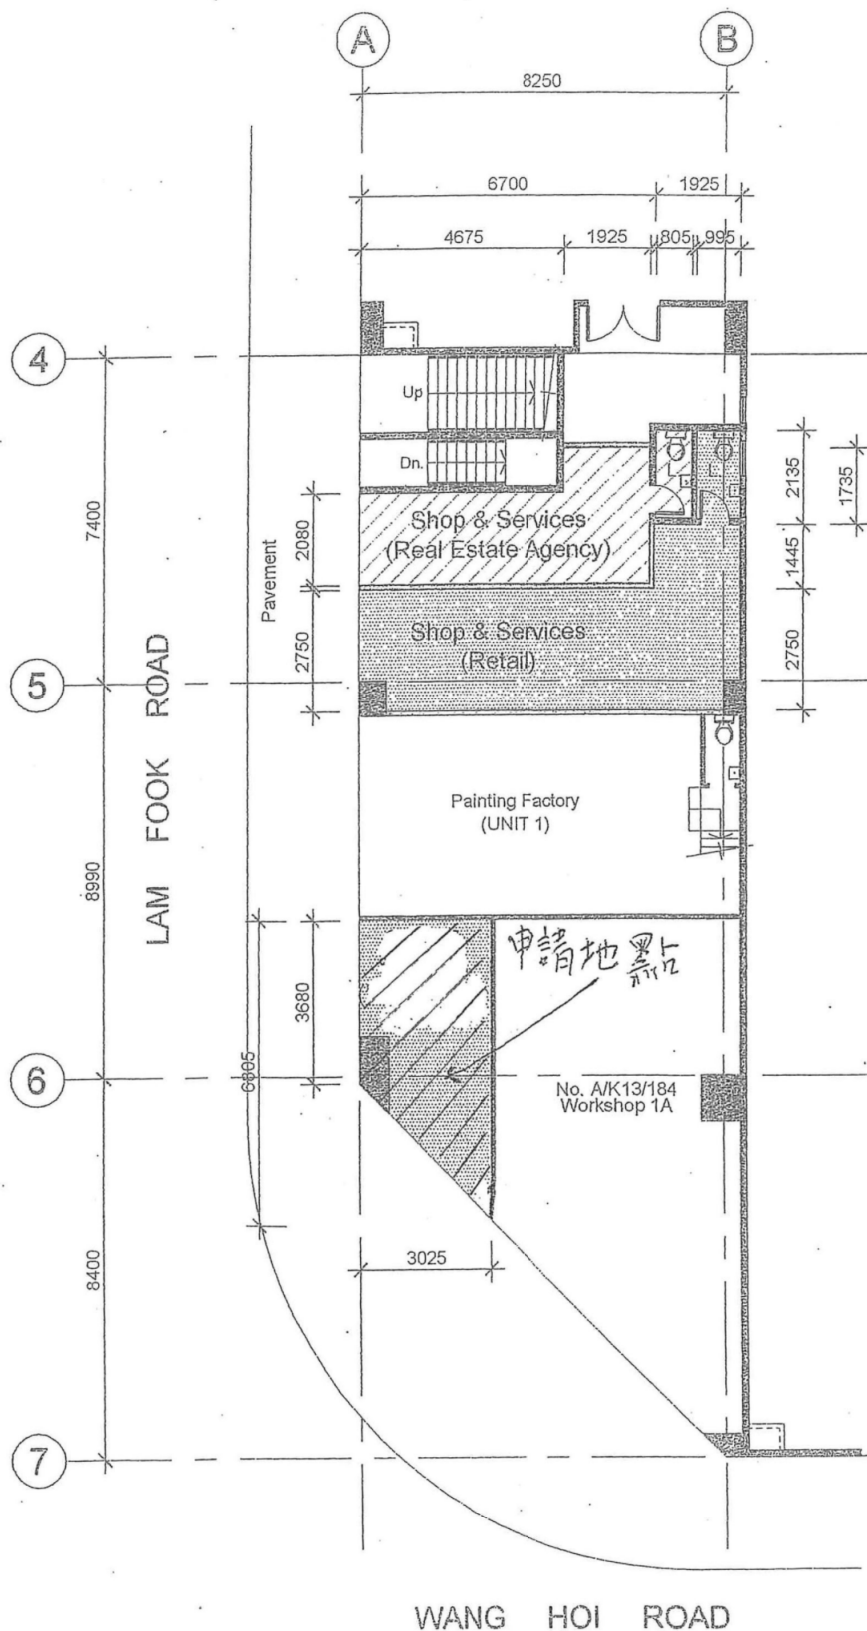 A
B
8250
6700
1925
4675
1925
805
995
4
Up
Dn.
7400
2080
2750
Pavement
Shop & Services
(Real Estate Agency)
2135
1735
1445
2750
Shop & Services
(Retail)
5
LAM FOOK ROAD
Painting Factory
(UNIT 1)
8990
3680
6805
申請地點
6
No. A/K13/184
Workshop 1A
8400
3025
7
WANG HOI ROAD